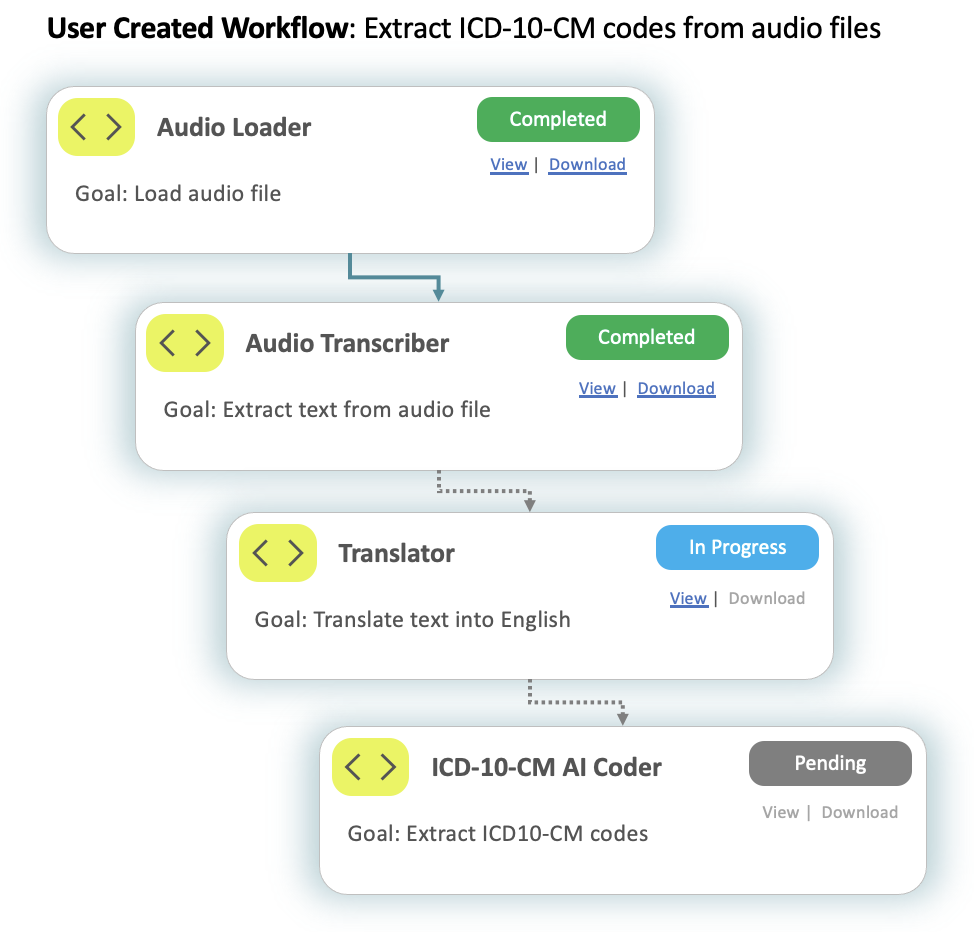 User Created Workflow: Extract ICD-10-CM codes from audio files
Audio Loader
Completed
View | Download
Goal: Load audio file
Audio Transcriber
Completed
View | Download
Goal: Extract text from audio file
Translator
In Progress
View | Download
Goal: Translate text into English
ICD-10-CM AI Coder
Pending
View | Download
Goal: Extract ICD10-CM codes